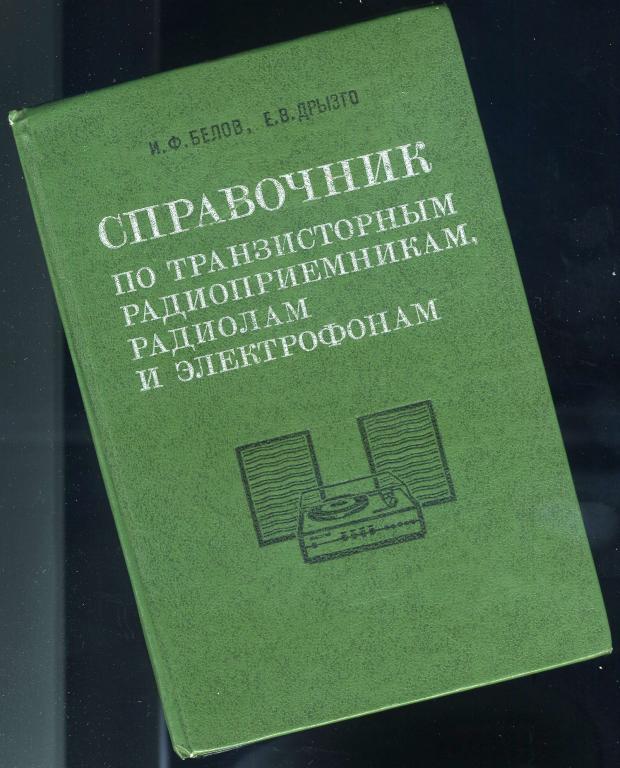 И.Ф.БЕЛОВ, Е.В.ДРЫЗГО
СПРАВОЧНИК
ПО ТРАНЗИСТОРНЫМ
РАДИОПРИЕМНИКАМ,
РАДИОЛАМ
И ЭЛЕКТРОФОНАМ